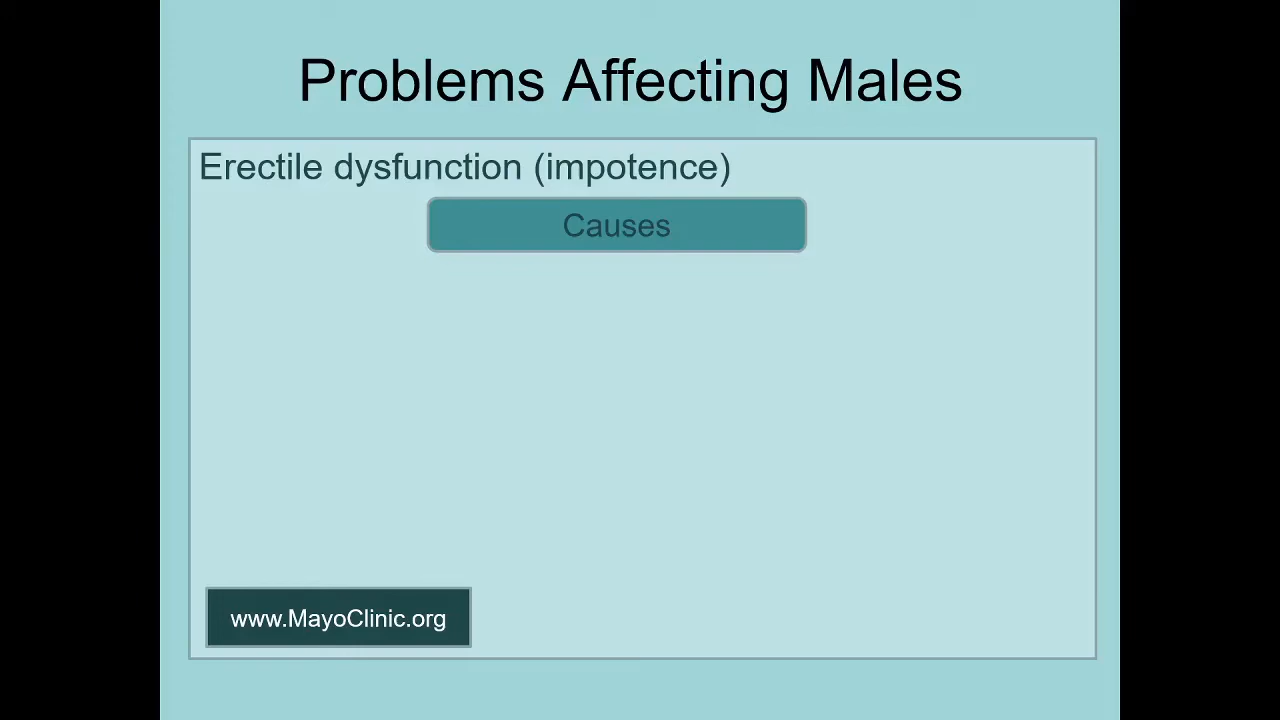 Problems Affecting Males
Erectile dysfunction (impotence)
Causes
www.MayoClinic.org